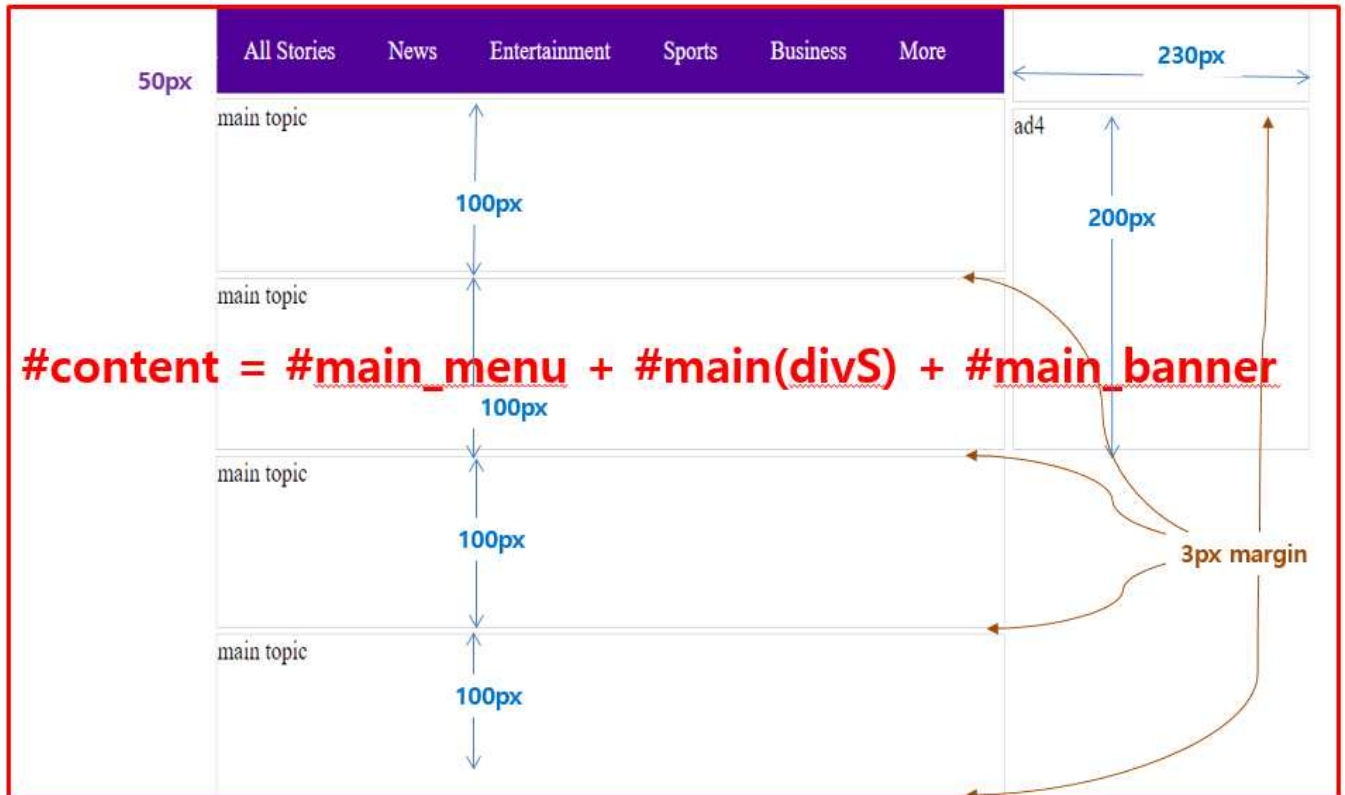 All Stories News Entertainment Sports Business More
230px
50px
main topic
ad4
100px
200px
main topic
#content = #main_menu + #main(divS) + #main_banner
100px
main topic
100px
3px margin
main topic
100px